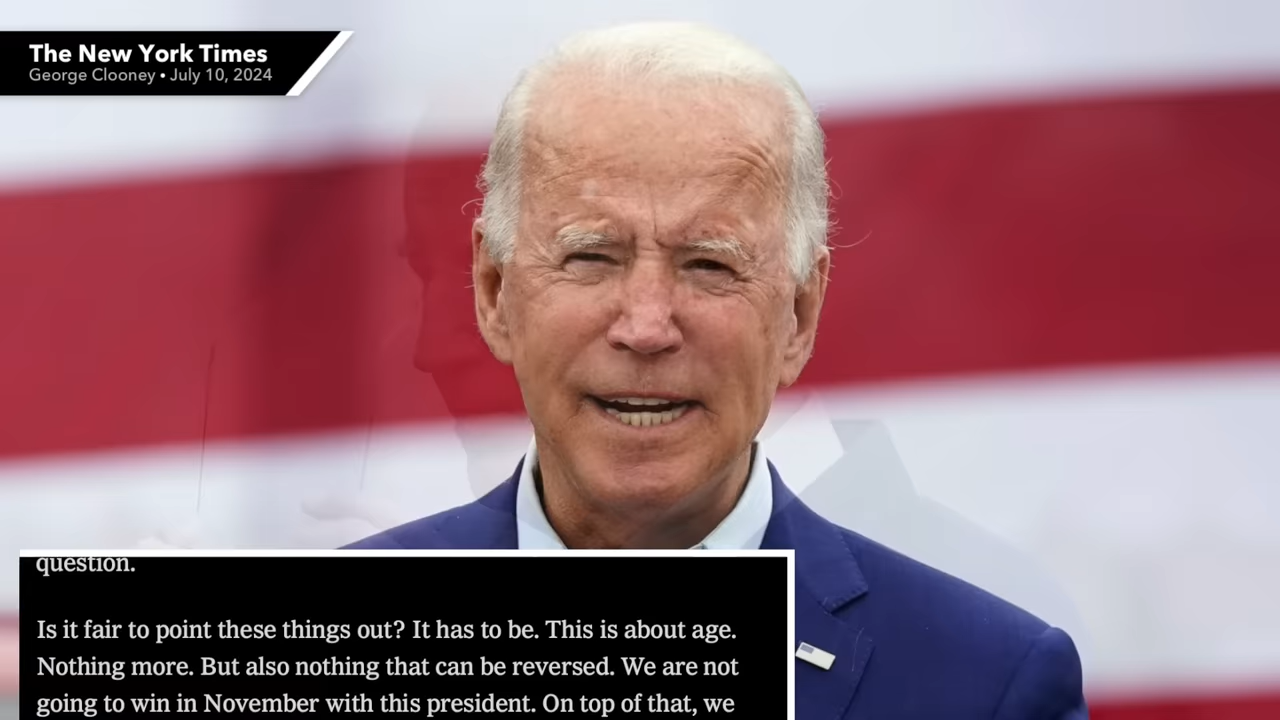 The New York Times
George Clooney • July 10, 2024
question.
Is it fair to point these things out? It has to be. This is about age.
Nothing more. But also nothing that can be reversed. We are not
going to win in November with this president. On top of that, we